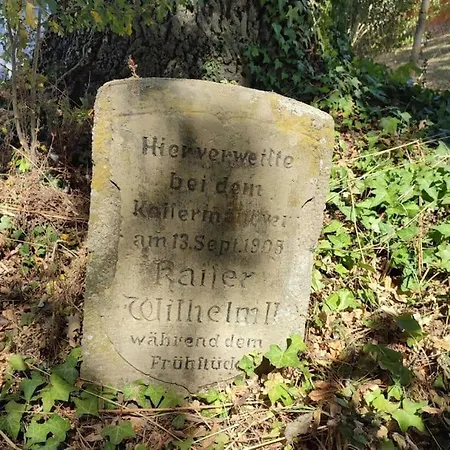 Hier verweilte
bei dem
Kaisermanöver
am 13. Sept. 1905
Kaiser
Wilhelm II
während dem
Frühstück